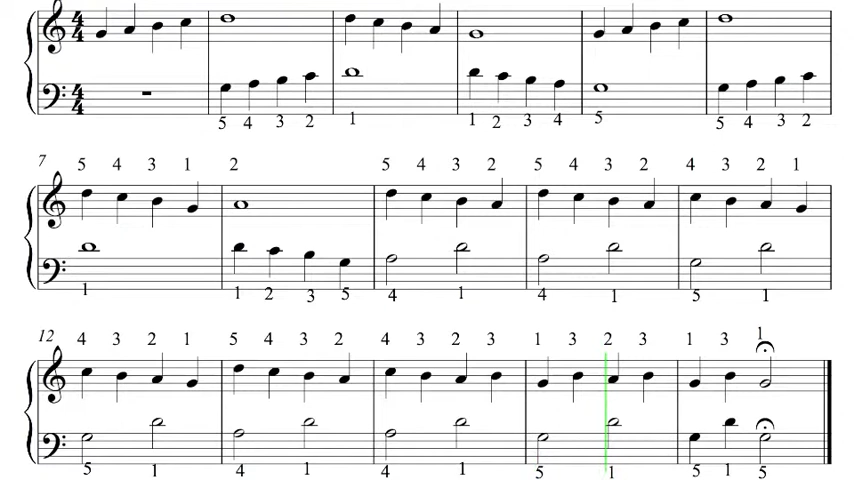 4 4
4 4
5 4 3 2 1 1 2 3 4 5 5 4 3 2
7 5 4 3 1 2 5 4 3 2 5 4 3 2 4 3 2 1
1 1 2 3 5 4 1 4 1 5 1
12 4 3 2 1 5 4 3 2 4 3 2 3 1 3 2 3 1 3 1
5 1 4 1 4 1 5 1 5 1 5